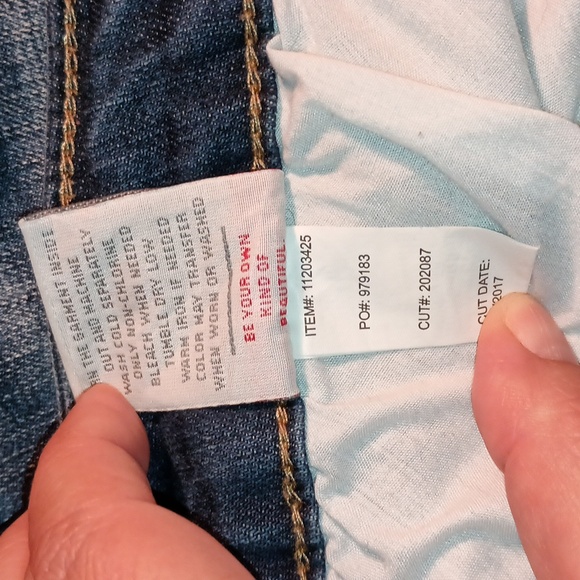 RN THE GARMENT INSIDE
OUT AND SEPARATELY
WASH COLD MACHINE
ONLY NON-CHLORINE
BLEACH WHEN NEEDED
TUMBLE DRY LOW
WARM IRON IF NEEDED
COLOR MAY TRANSFER
WHEN WORN OR WASHED
BE YOUR OWN
KIND OF
BEAUTIFUL
ITEM#: 11203425
PO#: 979183
CUT#: 202087
CUT DATE:
2017